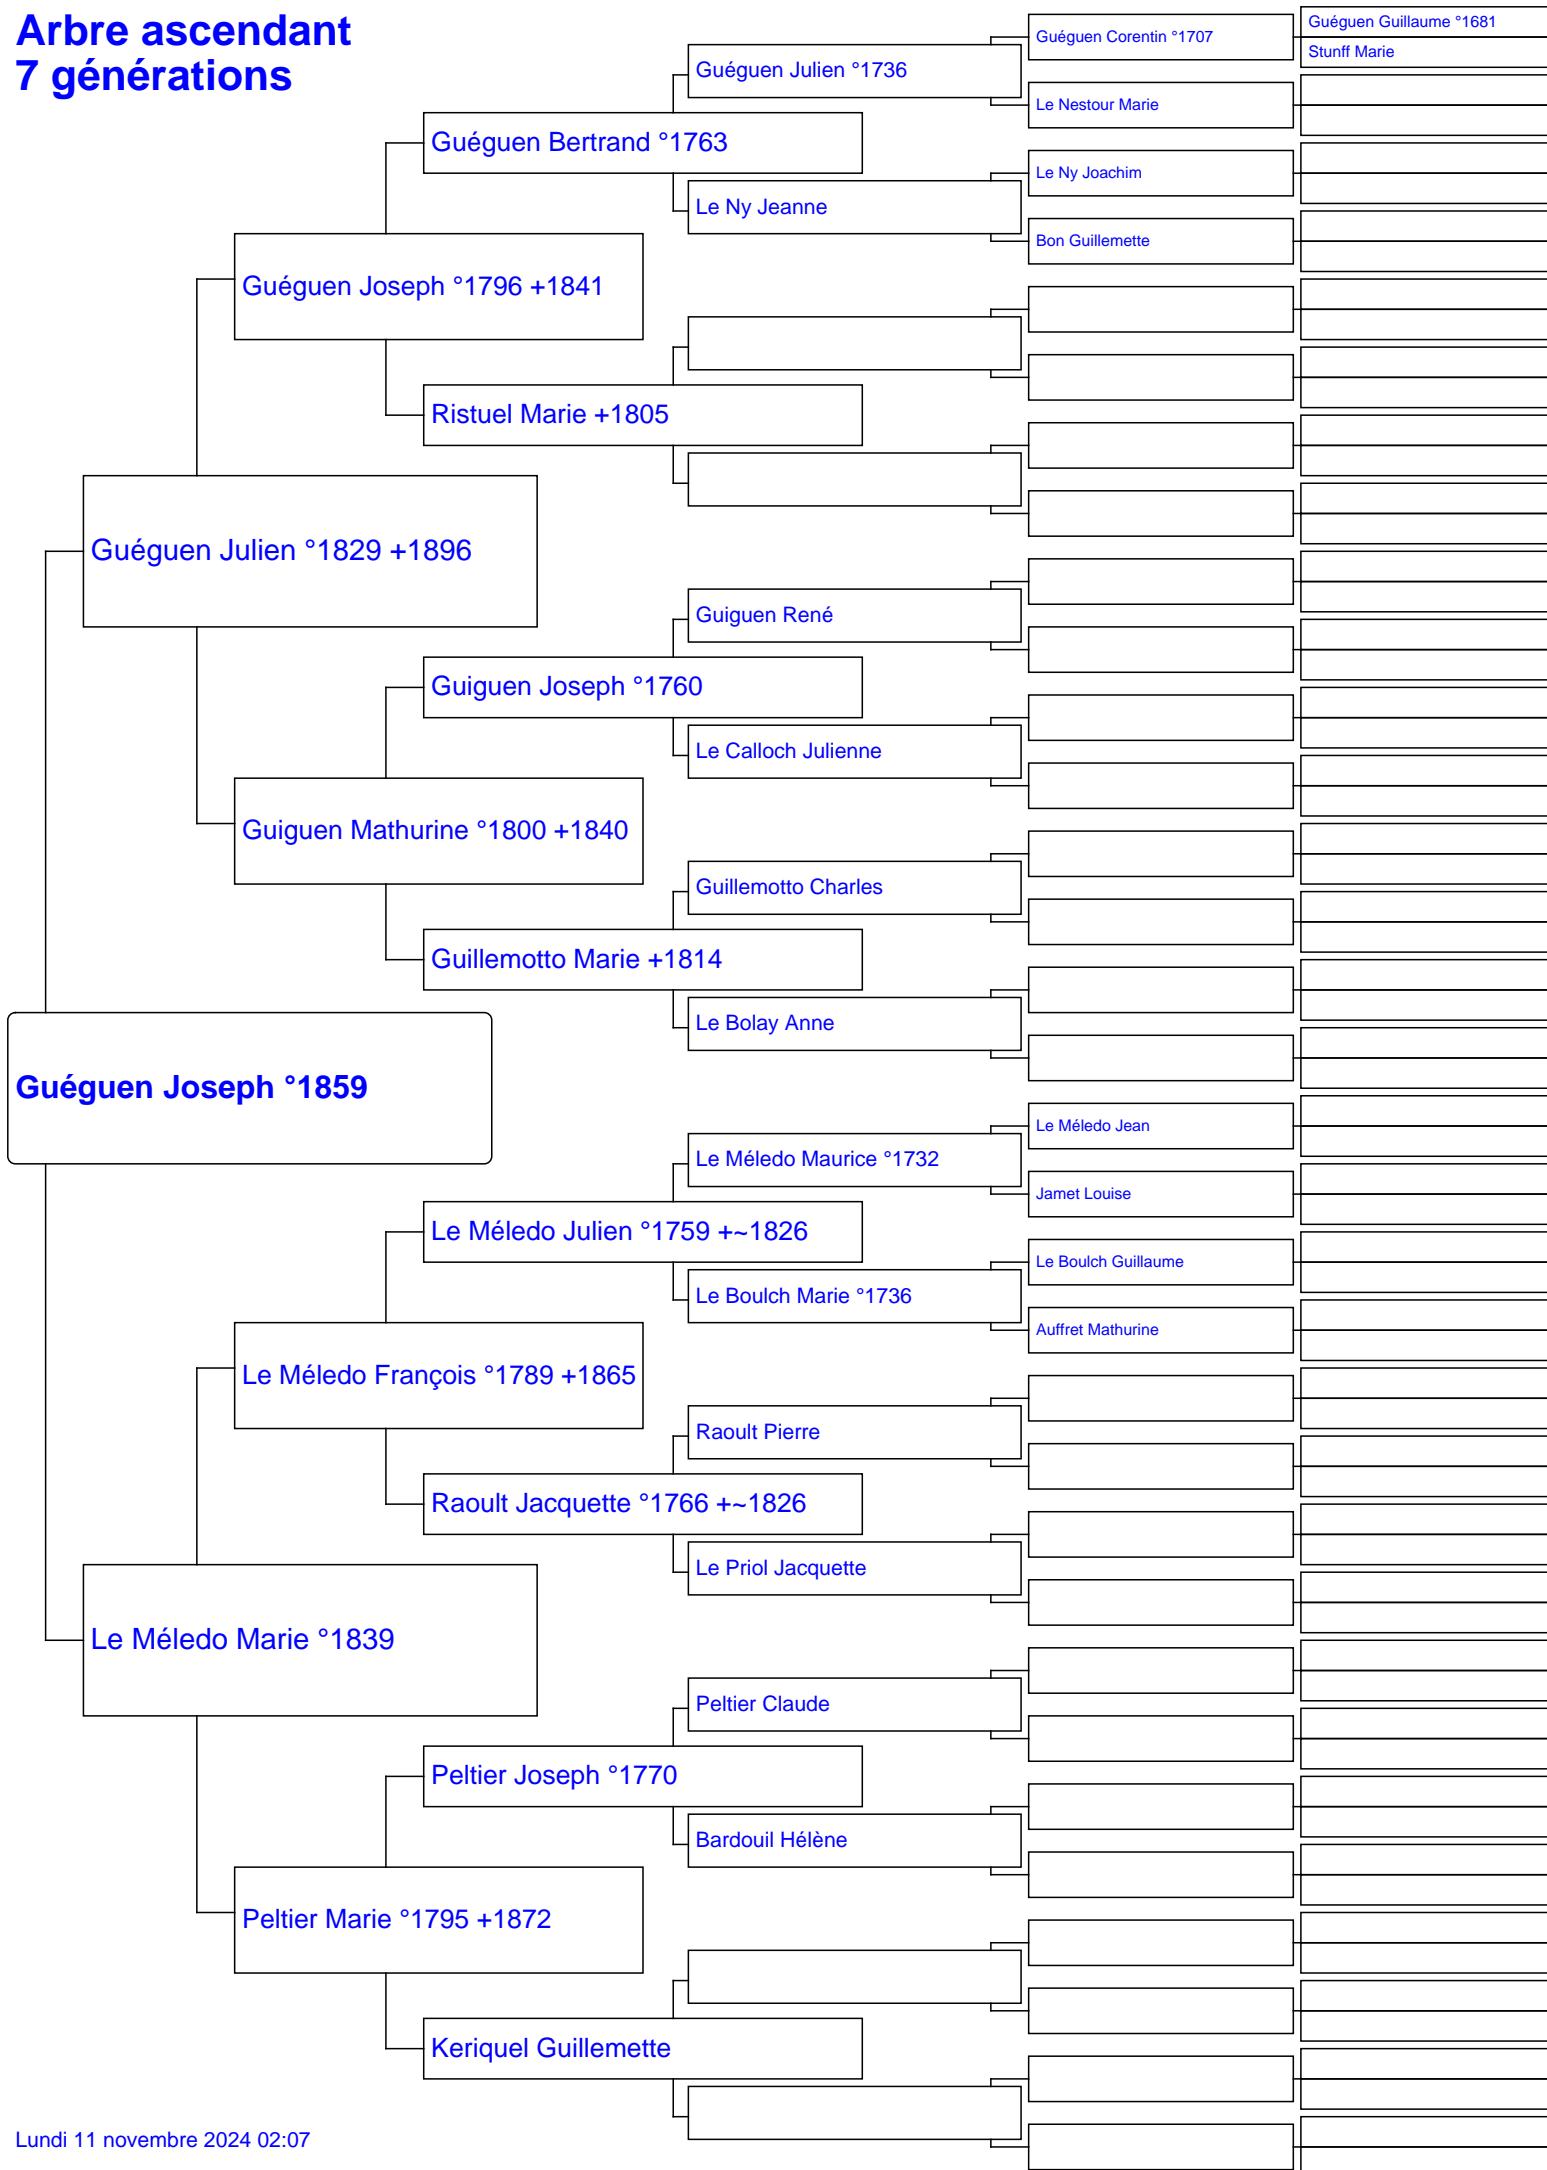 Arbre ascendant
7 générations
Guéguen Guillaume °1681
Guéguen Corentin °1707
Stunff Marie
Guéguen Julien °1736
Le Nestour Marie
Guéguen Bertrand °1763
Le Ny Joachim
Le Ny Jeanne
Bon Guillemette
Guéguen Joseph °1796 +1841
Ristuel Marie +1805
Guéguen Julien °1829 +1896
Guiguen René
Guiguen Joseph °1760
Le Calloch Julienne
Guiguen Mathurine °1800 +1840
Guillemotto Charles
Guillemotto Marie +1814
Le Bolay Anne
Guéguen Joseph °1859
Le Méledo Jean
Le Méledo Maurice °1732
Jamet Louise
Le Méledo Julien °1759 +~1826
Le Boulch Guillaume
Le Boulch Marie °1736
Auffret Mathurine
Le Méledo François °1789 +1865
Raoult Pierre
Raoult Jacquette °1766 +~1826
Le Priol Jacquette
Le Méledo Marie °1839
Peltier Claude
Peltier Joseph °1770
Bardouil Hélène
Peltier Marie °1795 +1872
Keriquel Guillemette
Lundi 11 novembre 2024 02:07